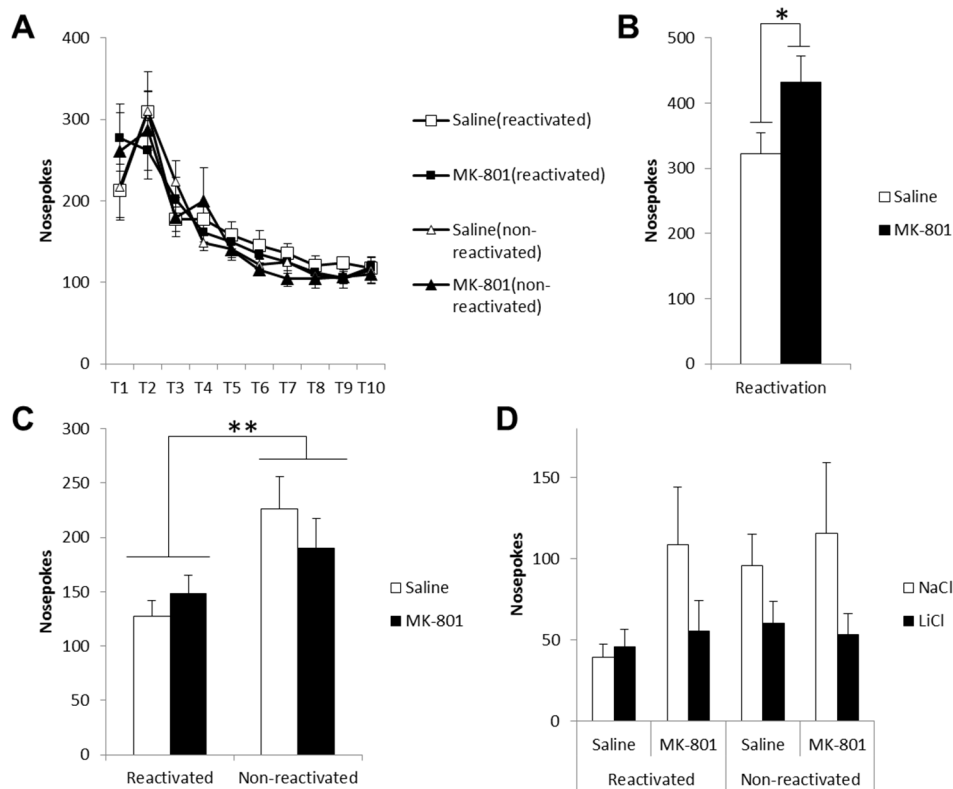 A
400
300
200
100
0
Nosepokes
T1 T2 T3 T4 T5 T6 T7 T8 T9 T10
Saline(reactivated)
MK-801(reactivated)
Saline(non-
reactivated)
MK-801(non-
reactivated)
B
*
500
400
300
200
100
0
Nosepokes
Reactivation
Saline
MK-801
C
**
300
250
200
150
100
50
0
Nosepokes
Reactivated Non-reactivated
Saline
MK-801
D
150
100
50
0
Nosepokes
Saline MK-801 Saline MK-801
Reactivated Non-reactivated
NaCl
LiCl